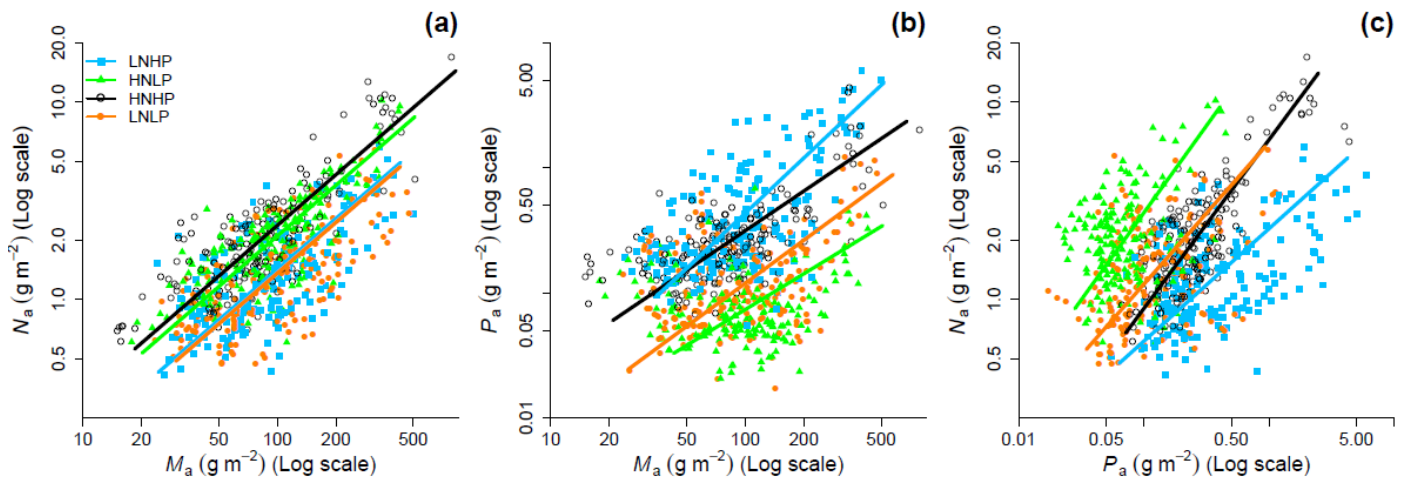 (a)
20.0
10.0
5.0
2.0
1.0
0.5
Nₐ (g m⁻²) (Log scale)
LNHP
HNLP
HNHP
LNLP
10 20 50 100 200 500
Mₐ (g m⁻²) (Log scale)
(b)
5.00
0.50
0.05
0.01
Pₐ (g m⁻²) (Log scale)
10 50 100 200 500
Mₐ (g m⁻²) (Log scale)
(c)
20.0
10.0
5.0
2.0
1.0
0.5
Nₐ (g m⁻²) (Log scale)
0.01 0.05 0.50 5.00
Pₐ (g m⁻²) (Log scale)